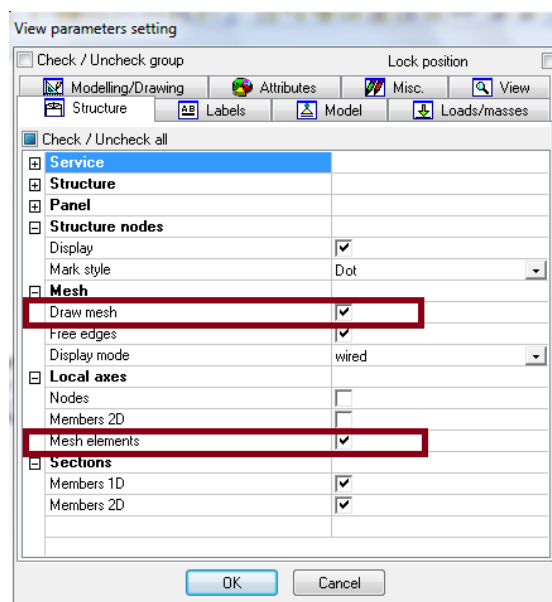 View parameters setting
Check / Uncheck group Lock position
Modelling/Drawing Attributes Misc. View
Structure AB Labels Model Loads/masses
Check / Uncheck all
Service
Structure
Panel
Structure nodes
Display
Mark style Dot
Mesh
Draw mesh
Free edges
Display mode wired
Local axes
Nodes
Members 2D
Mesh elements
Sections
Members 1D
Members 2D
OK Cancel